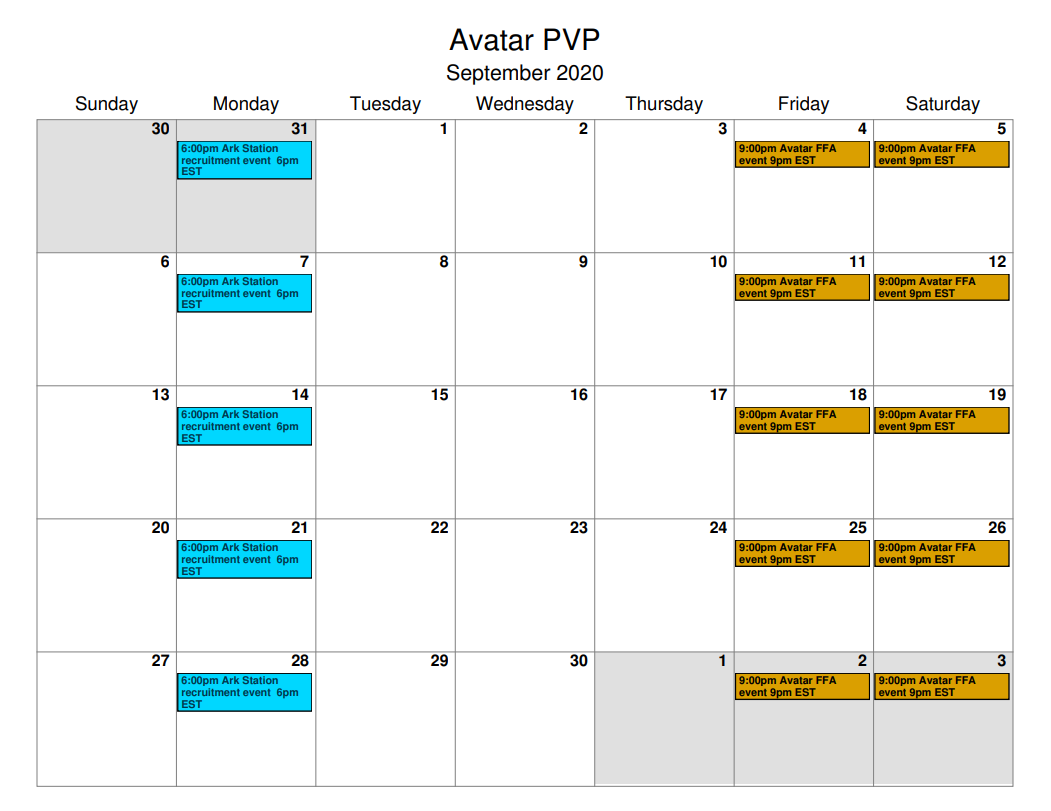 Avatar PVP
September 2020
Sunday Monday Tuesday Wednesday Thursday Friday Saturday
30 31 1 2 3 4 5
6:00pm Ark Station
recruitment event  6pm
EST
9:00pm Avatar FFA
event 9pm EST
9:00pm Avatar FFA
event 9pm EST
6 7 8 9 10 11 12
6:00pm Ark Station
recruitment event  6pm
EST
9:00pm Avatar FFA
event 9pm EST
9:00pm Avatar FFA
event 9pm EST
13 14 15 16 17 18 19
6:00pm Ark Station
recruitment event  6pm
EST
9:00pm Avatar FFA
event 9pm EST
9:00pm Avatar FFA
event 9pm EST
20 21 22 23 24 25 26
6:00pm Ark Station
recruitment event  6pm
EST
9:00pm Avatar FFA
event 9pm EST
9:00pm Avatar FFA
event 9pm EST
27 28 29 30 1 2 3
6:00pm Ark Station
recruitment event  6pm
EST
9:00pm Avatar FFA
event 9pm EST
9:00pm Avatar FFA
event 9pm EST